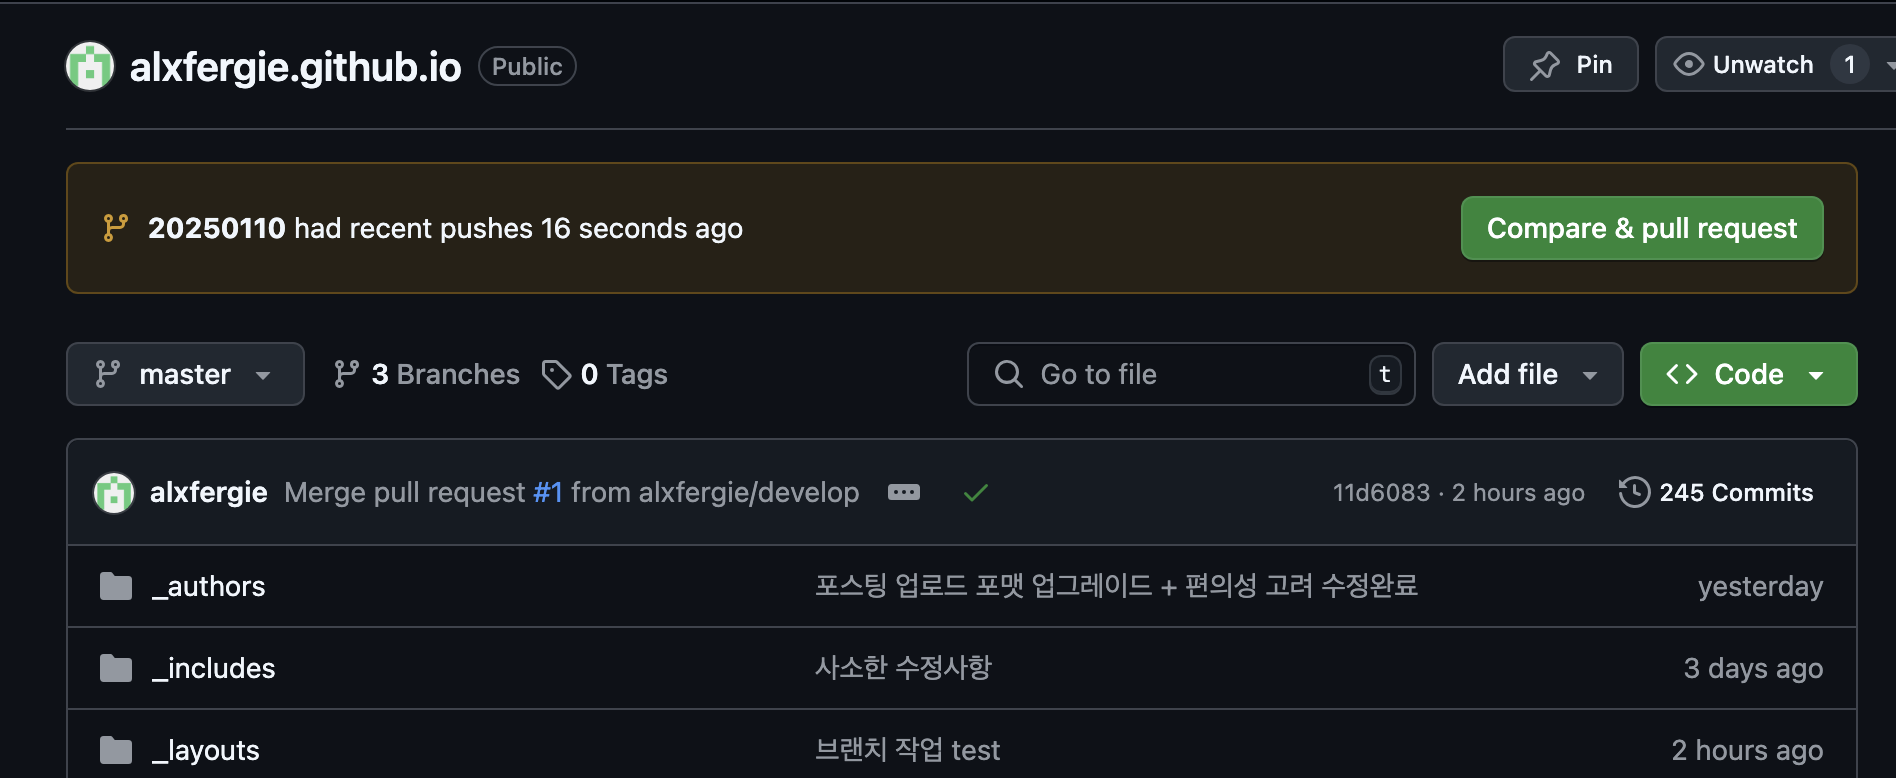 alxfergie.github.io Public Pin Unwatch 1
20250110 had recent pushes 16 seconds ago Compare & pull request
master 3 Branches 0 Tags Go to file t Add file Code
alxfergie Merge pull request #1 from alxfergie/develop 11d6083 · 2 hours ago 245 Commits
_authors 포스팅 업로드 포맷 업그레이드 + 편의성 고려 수정완료 yesterday
_includes 사소한 수정사항 3 days ago
_layouts 브랜치 작업 test 2 hours ago